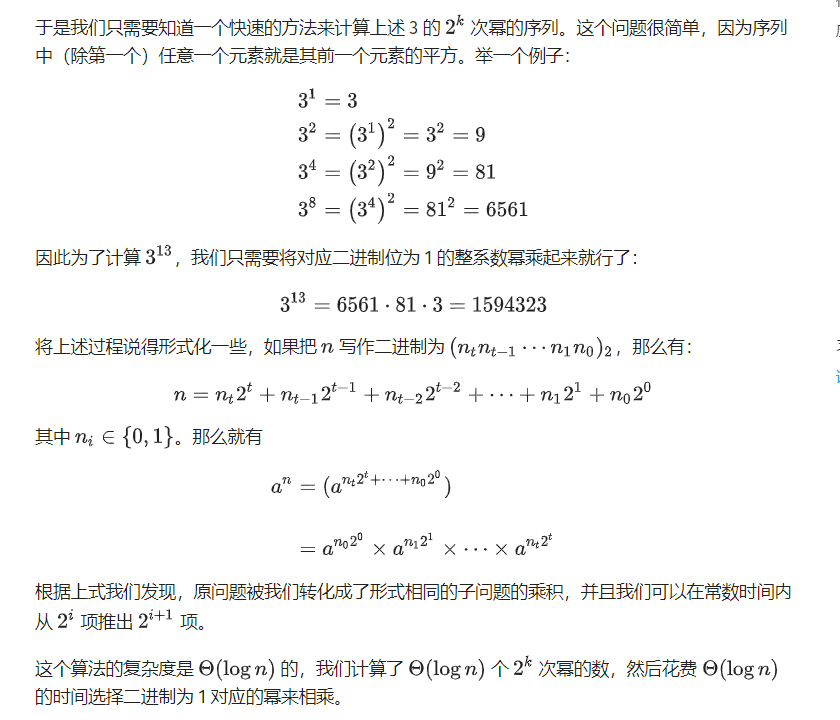 于是我们只需要知道一个快速的方法来计算上述 3 的 2^k 次幂的序列。这个问题很简单，因为序列
中（除第一个）任意一个元素就是其前一个元素的平方。举一个例子：
3^1 = 3
3^2 = (3^1)^2 = 3^2 = 9
3^4 = (3^2)^2 = 9^2 = 81
3^8 = (3^4)^2 = 81^2 = 6561
因此为了计算 3^{13}，我们只需要将对应二进制位为 1 的整系数幂乘起来就行了：
3^{13} = 6561 · 81 · 3 = 1594323
将上述过程说得形式化一些，如果把 n 写作二进制为 (n_t n_{t-1} ⋯ n_1 n_0)_2，那么有：
n = n_t 2^t + n_{t-1} 2^{t-1} + n_{t-2} 2^{t-2} + ⋯ + n_1 2^1 + n_0 2^0
其中 n_i ∈ {0, 1}。那么就有
a^n = (a^{n_t 2^t + ⋯ + n_0 2^0})
= a^{n_0 2^0} × a^{n_1 2^1} × ⋯ × a^{n_t 2^t}
根据上式我们发现，原问题被我们转化成了形式相同的子问题的乘积，并且我们可以在常数时间内
从 2^i 项推出 2^{i+1} 项。
这个算法的复杂度是 Θ(log n) 的，我们计算了 Θ(log n) 个 2^k 次幂的数，然后花费 Θ(log n)
的时间选择二进制为 1 对应的幂来相乘。